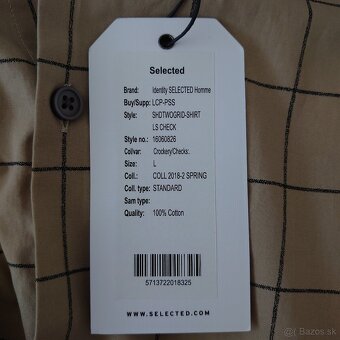 Selected
Brand: Identity SELECTED Homme
Buy/Supp: LCP-PSS
Style: SHDTWOGRID-SHIRT
LS CHECK
Style no.: 16060826
Col/var: Crockery/Checks:
Size: L
Coll.: COLL 2018-2 SPRING
Coll. type: STANDARD
Sam type:
Quality: 100% Cotton
5713722018325
WWW.SELECTED.COM
Bazos.sk